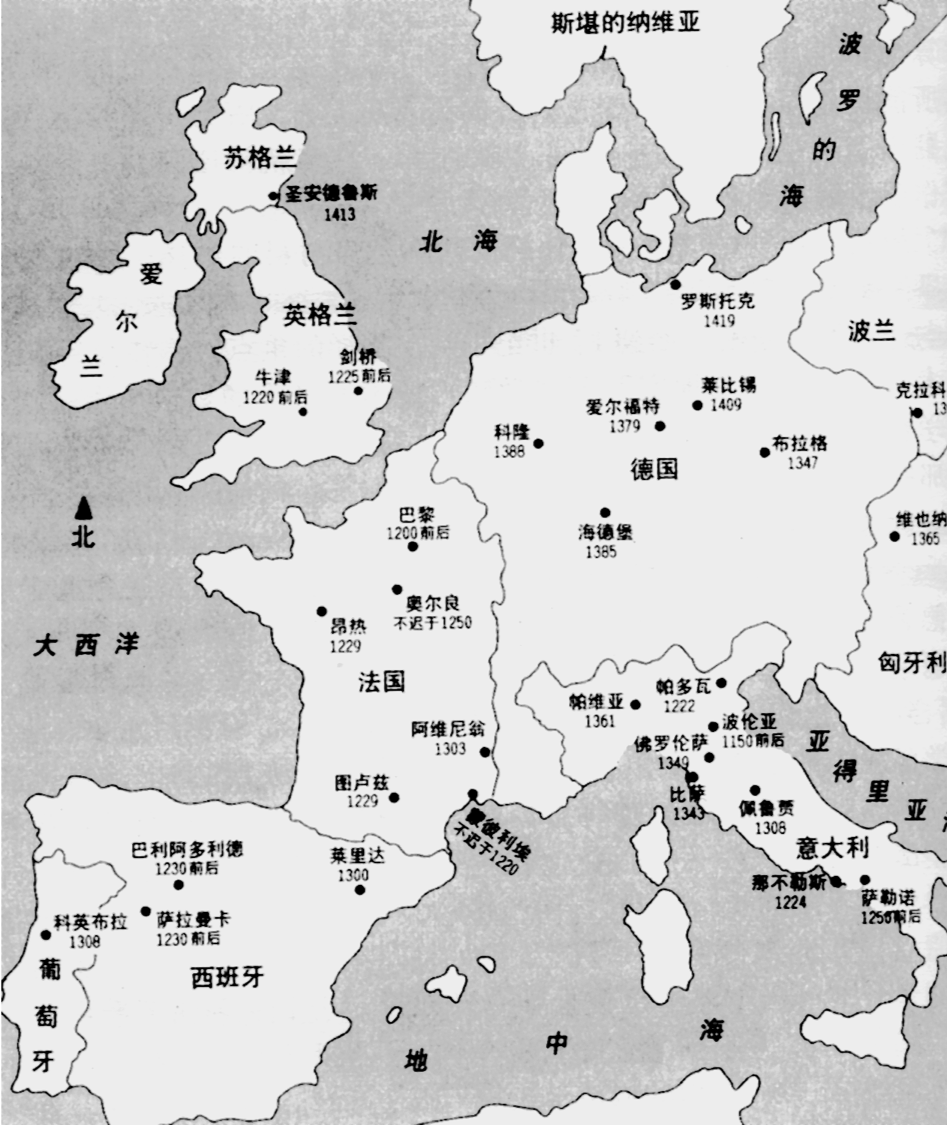 斯堪的纳维亚
波
罗
的
海
苏格兰
圣安德鲁斯
1413
北 海
爱
尔
兰
英格兰
剑桥
1225前后
牛津
1220前后
罗斯托克
1419
波兰
莱比锡
1409
爱尔福特
1379
克拉科
13
科隆
1388
布拉格
1347
德国
北
巴黎
1200前后
海德堡
1385
维也纳
1365
奥尔良
不迟于1250
昂热
1229
大西洋
法国
匈牙利
帕维亚
1361
帕多瓦
1222
阿维尼翁
1303
波伦亚
1150前后
佛罗伦萨
1349
亚
得
里
亚
图卢兹
1229
比萨
1343
佩鲁贾
1308
蒙彼利埃
不迟于1220
意大利
巴利阿多利德
1230前后
莱里达
1300
那不勒斯
1224
萨勒诺
1250前后
科英布拉
1308
萨拉曼卡
1230前后
西班牙
葡
萄
牙
地 中 海